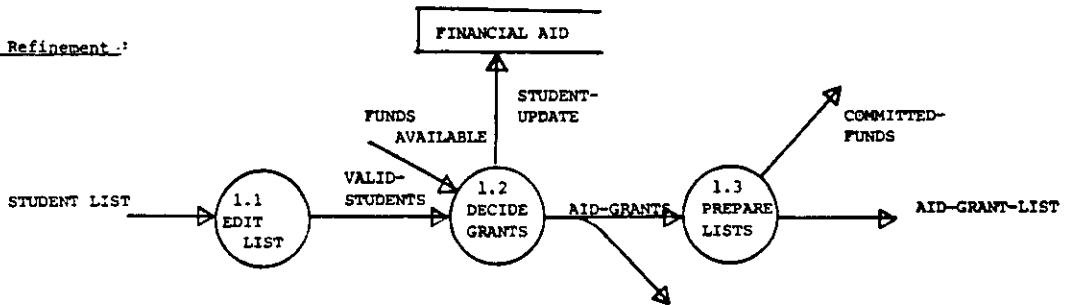 Refinement :
FINANCIAL AID
STUDENT-
UPDATE
FUNDS
AVAILABLE
COMMITTED-
FUNDS
STUDENT LIST
1.1
EDIT
LIST
VALID-
STUDENTS
1.2
DECIDE
GRANTS
AID-GRANTS
1.3
PREPARE
LISTS
AID-GRANT-LIST